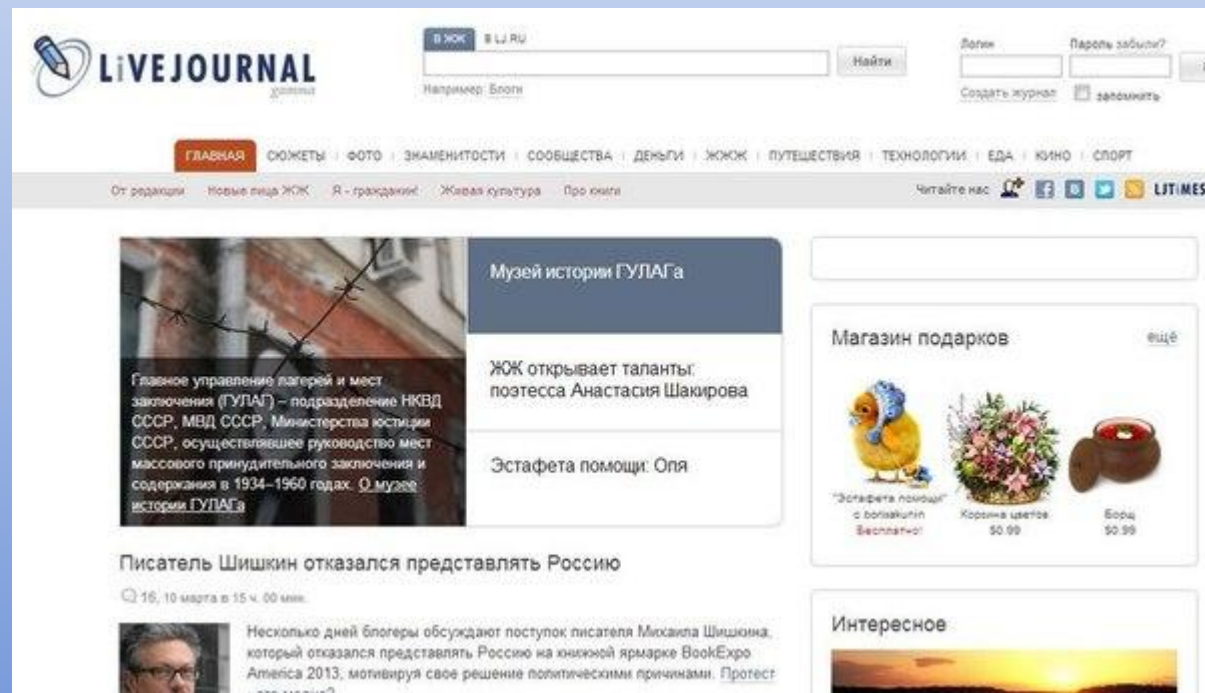 LiVEJOURNAL
gamma
В ЖЖ В LJ.RU
Найти
Например: Блоги
Логин Пароль забыли?
Создать журнал запомнить
ГЛАВНАЯ СЮЖЕТЫ ФОТО ЗНАМЕНИТОСТИ СООБЩЕСТВА ДЕНЬГИ ЖЖЖ ПУТЕШЕСТВИЯ ТЕХНОЛОГИИ ЕДА КИНО СПОРТ
От редакции Новые лица ЖЖ Я - гражданин! Живая культура Про книги
Читайте нас LJTiMES
Главное управление лагерей и мест
заключения (ГУЛАГ) – подразделение НКВД
СССР, МВД СССР, Министерства юстиции
СССР, осуществлявшее руководство мест
массового принудительного заключения и
содержания в 1934–1960 годах. О музее
истории ГУЛАГа
Музей истории ГУЛАГа
ЖЖ открывает таланты:
поэтесса Анастасия Шакирова
Эстафета помощи: Оля
Магазин подарков ещё
"Эстафета помощи"
с borisakunin
Бесплатно!
Корзина цветов
$0.99
Борщ
$0.99
Писатель Шишкин отказался представлять Россию
16, 10 марта в 15 ч. 00 мин.
Несколько дней блогеры обсуждают поступок писателя Михаила Шишкина,
который отказался представлять Россию на книжной ярмарке BookExpo
America 2013, мотивируя свое решение политическими причинами. Протест
Интересное